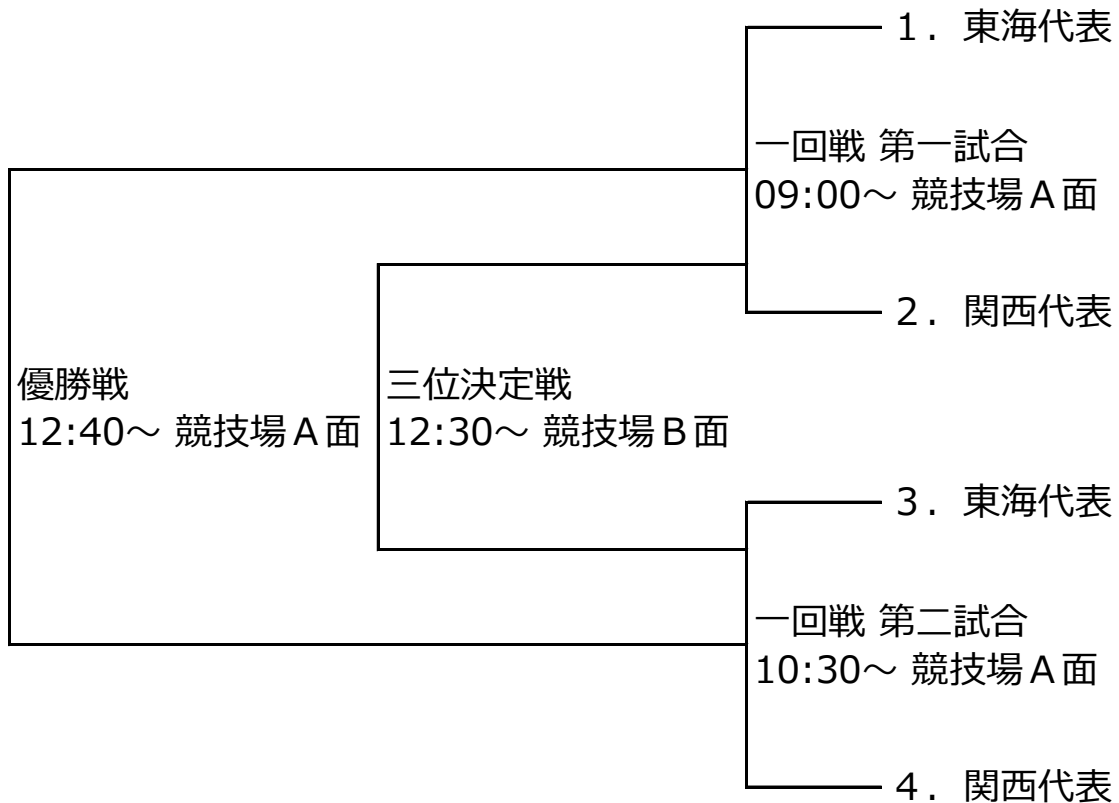 1．東海代表
一回戦 第一試合
09:00～ 競技場Ａ面
2．関西代表
優勝戦
12:40～ 競技場Ａ面
三位決定戦
12:30～ 競技場Ｂ面
3．東海代表
一回戦 第二試合
10:30～ 競技場Ａ面
4．関西代表